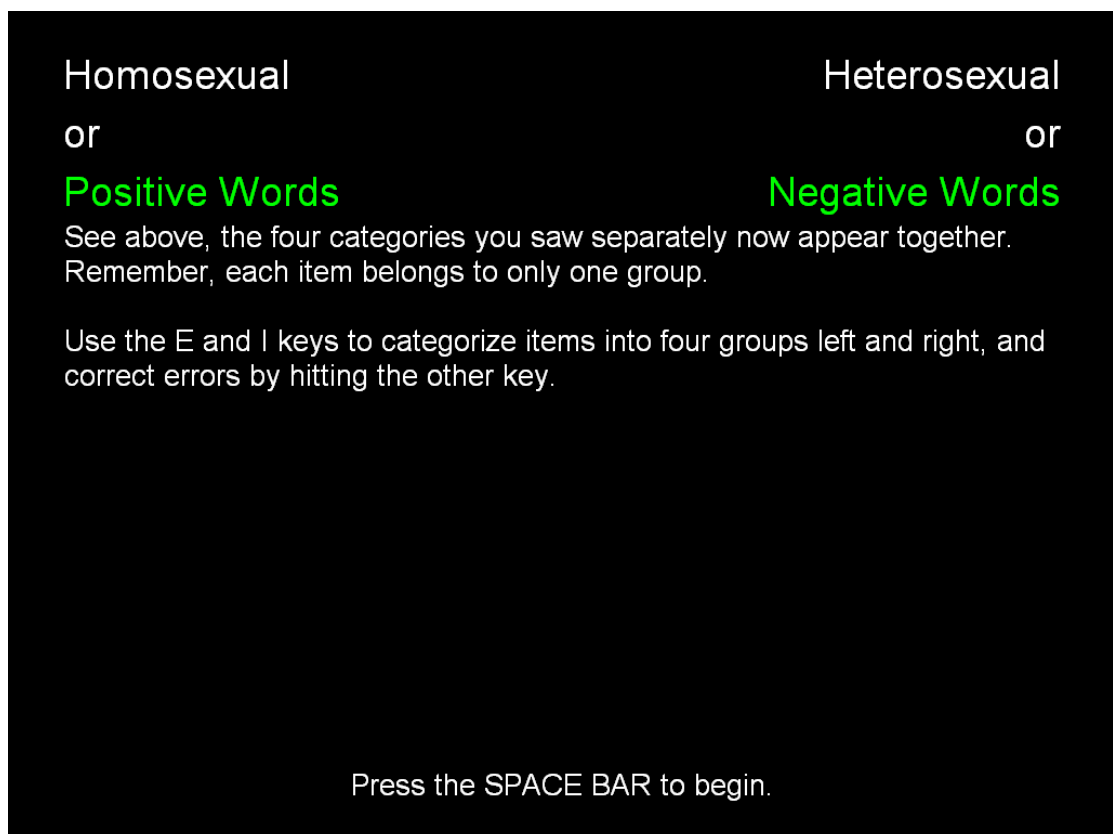 Homosexual
Heterosexual
or
or
Positive Words
Negative Words
See above, the four categories you saw separately now appear together.
Remember, each item belongs to only one group.
Use the E and I keys to categorize items into four groups left and right, and
correct errors by hitting the other key.
Press the SPACE BAR to begin.